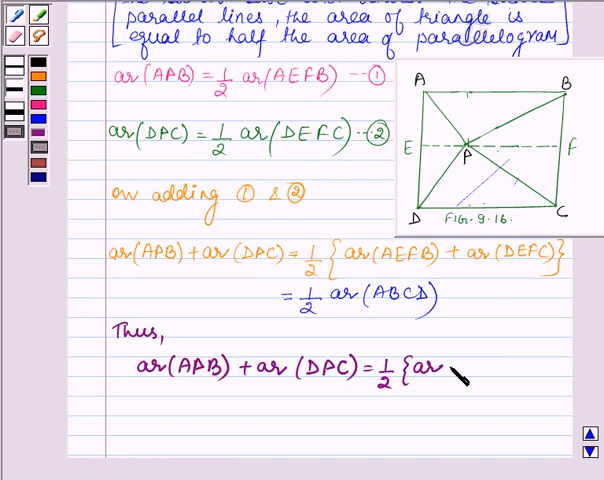 parallel lines, the area of triangle is
equal to half the area of parallelogram]
ar(APB) = 1/2 ar(AEFB) --- ①
ar(DPC) = 1/2 ar(DEFC) --- ②
on adding ① & ②
ar(APB) + ar(DPC) = 1/2 { ar(AEFB) + ar(DEFC)}
= 1/2 ar(ABCD)
Thus,
ar(APB) + ar(DPC) = 1/2 {ar
A B
E P F
D C
FIG. 9.16.